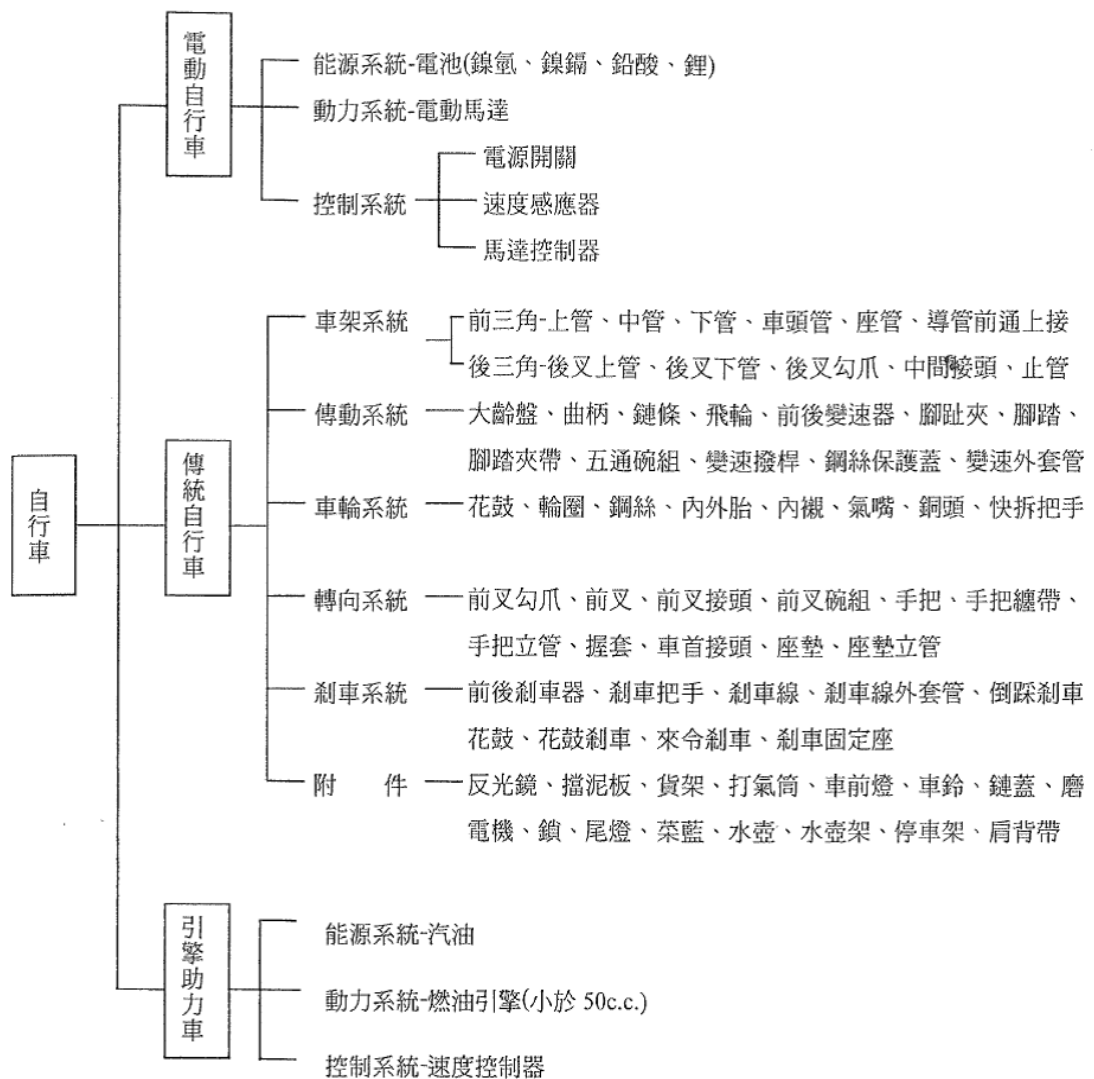 自行車
電動自行車
能源系統-電池(鎳氫、鎳鎘、鉛酸、鋰)
動力系統-電動馬達
控制系統
電源開關
速度感應器
馬達控制器
傳統自行車
車架系統
前三角-上管、中管、下管、車頭管、座管、導管前通上接
後三角-後叉上管、後叉下管、後叉勾爪、中間接頭、止管
傳動系統
大齡盤、曲柄、鏈條、飛輪、前後變速器、腳趾夾、腳踏、
腳踏夾帶、五通碗組、變速撥桿、鋼絲保護蓋、變速外套管
車輪系統
花鼓、輪圈、鋼絲、內外胎、內襯、氣嘴、銅頭、快拆把手
轉向系統
前叉勾爪、前叉、前叉接頭、前叉碗組、手把、手把纏帶、
手把立管、握套、車首接頭、座墊、座墊立管
剎車系統
前後剎車器、剎車把手、剎車線、剎車線外套管、倒踩剎車
花鼓、花鼓剎車、來令剎車、剎車固定座
附 件
反光鏡、擋泥板、貨架、打氣筒、車前燈、車鈴、鏈蓋、磨
電機、鎖、尾燈、菜藍、水壺、水壺架、停車架、肩背帶
引擎助力車
能源系統-汽油
動力系統-燃油引擎(小於 50c.c.)
控制系統-速度控制器